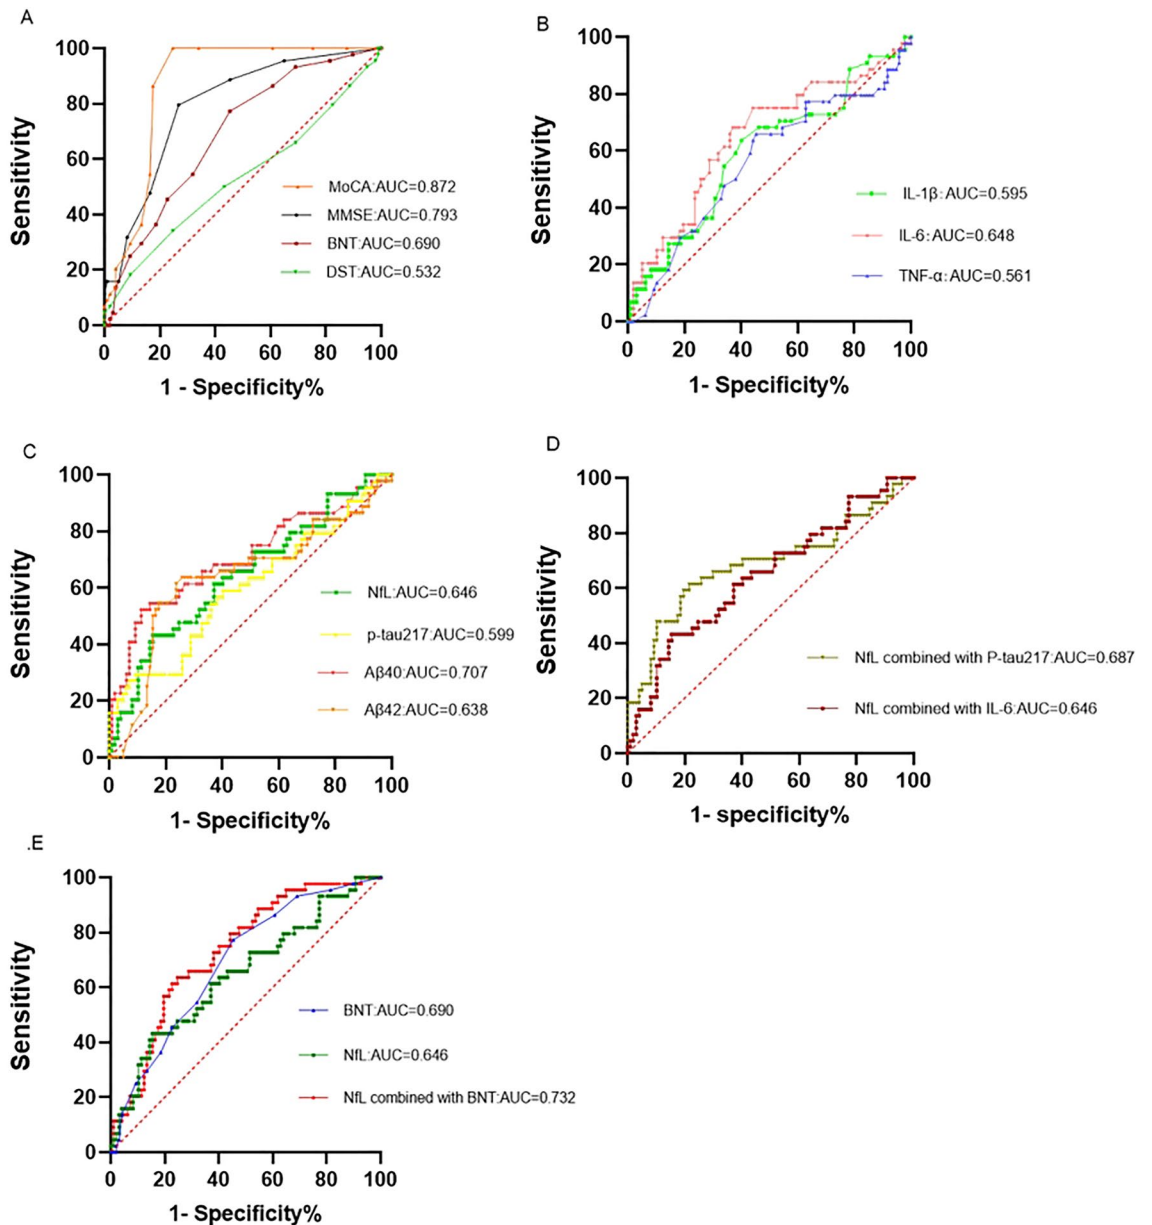 A
Sensitivity
100
80
60
40
20
0
0 20 40 60 80 100
1 - Specificity%
MoCA:AUC=0.872
MMSE:AUC=0.793
BNT:AUC=0.690
DST:AUC=0.532
B
Sensitivity
100
80
60
40
20
0
0 20 40 60 80 100
1- Specificity%
IL-1β: AUC=0.595
IL-6: AUC=0.648
TNF-α: AUC=0.561
C
Sensitivity
100
80
60
40
20
0
0 20 40 60 80 100
1- Specificity%
NfL:AUC=0.646
p-tau217:AUC=0.599
Aβ40:AUC=0.707
Aβ42:AUC=0.638
D
Sensitivity
100
80
60
40
20
0
0 20 40 60 80 100
1- specificity%
NfL combined with P-tau217:AUC=0.687
NfL combined with IL-6:AUC=0.646
.E
Sensitivity
100
80
60
40
20
0
0 20 40 60 80 100
1- Specificity%
BNT:AUC=0.690
NfL:AUC=0.646
NfL combined with BNT:AUC=0.732